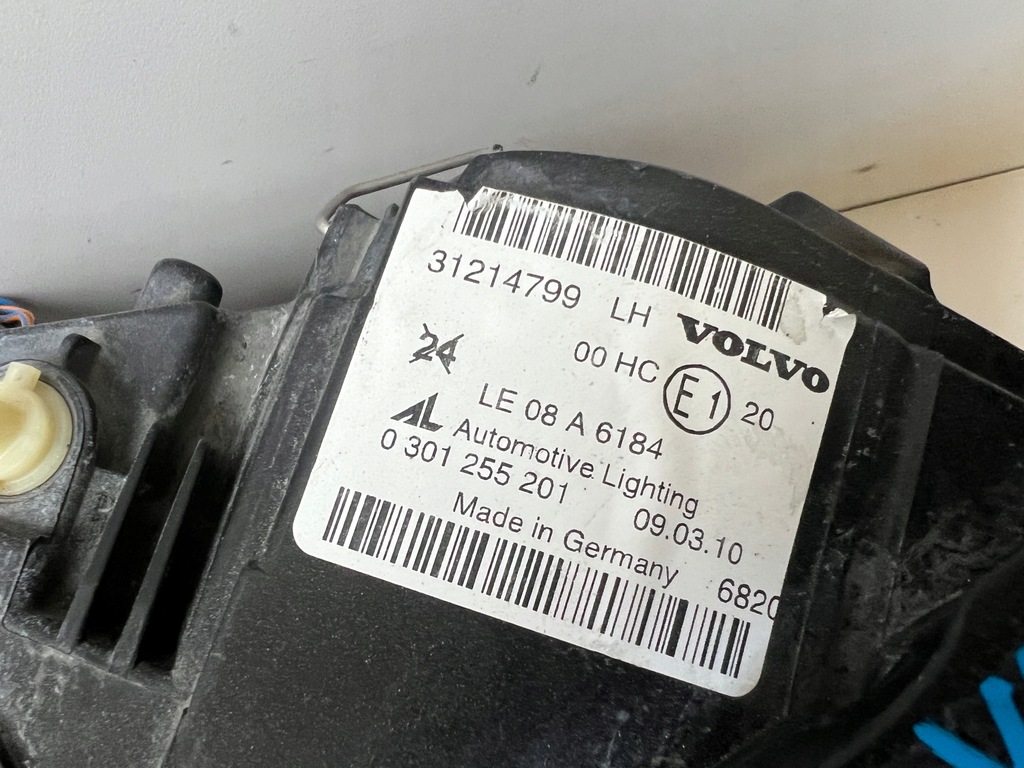 31214799 LH VOLVO
24 00 HC E1 20
LE 08 A 6184
AL Automotive Lighting
0 301 255 201 09.03.10
Made in Germany 6820